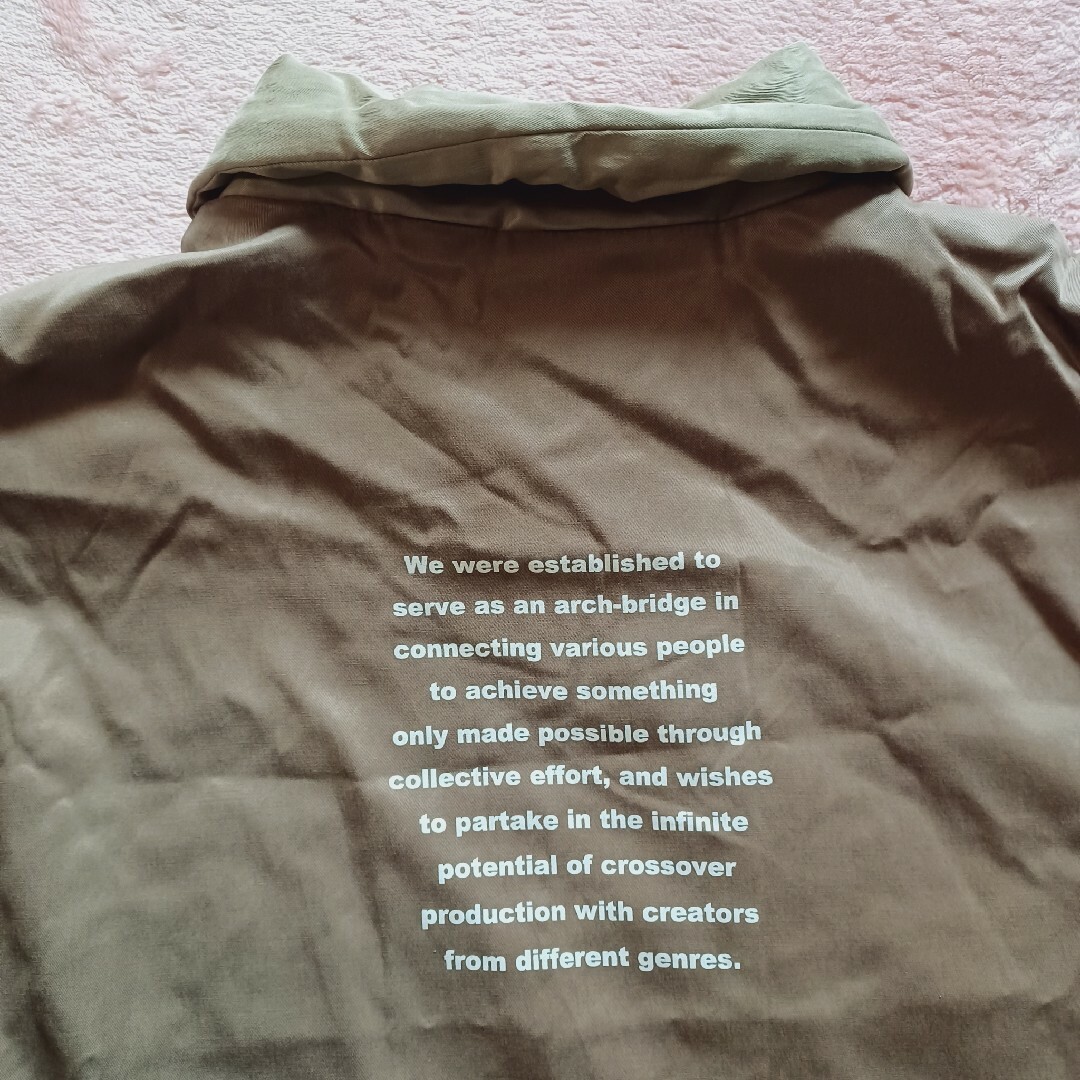 We were established to
serve as an arch-bridge in
connecting various people
to achieve something
only made possible through
collective effort, and wishes
to partake in the infinite
potential of crossover
production with creators
from different genres.